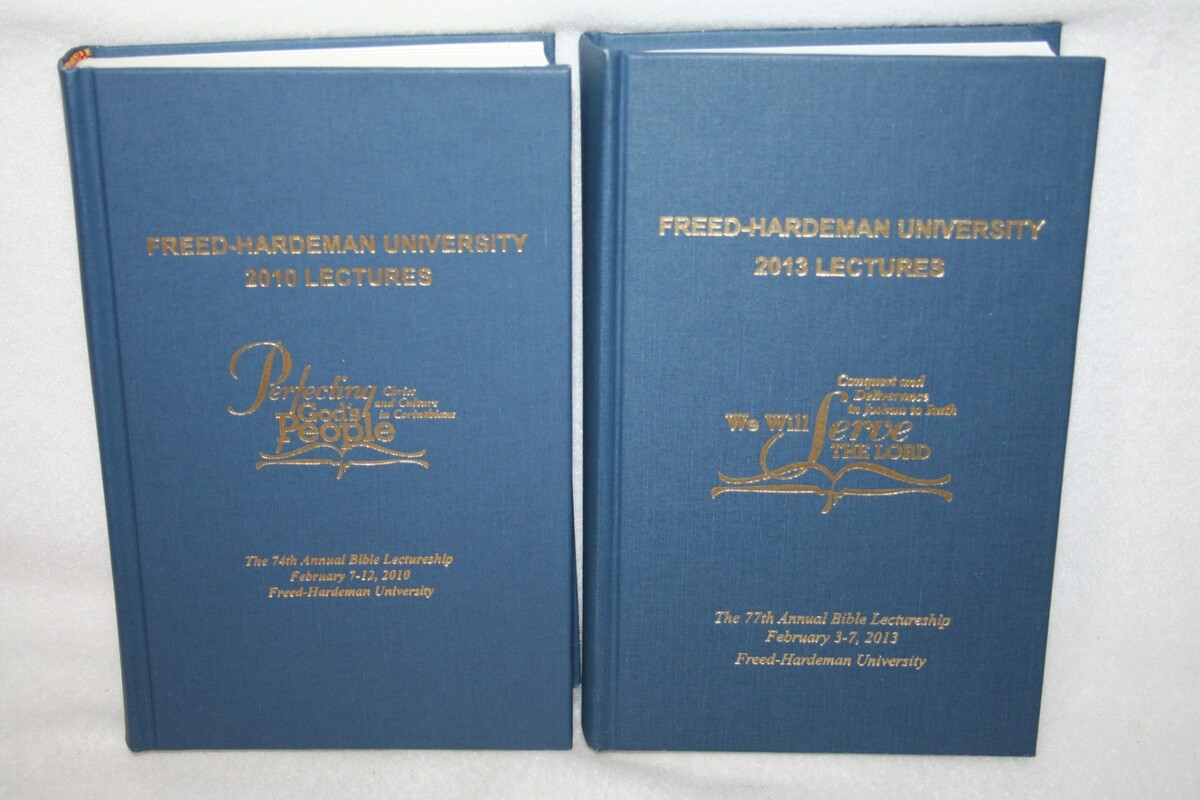 FREED-HARDEMAN UNIVERSITY
2010 LECTURES
Perfecting
God's
People
Christ
and Culture
in Corinthians
The 74th Annual Bible Lectureship
February 7-12, 2010
Freed-Hardeman University
FREED-HARDEMAN UNIVERSITY
2013 LECTURES
Conquest and
Deliverance
in Joshua to Ruth
We Will Serve
THE LORD
The 77th Annual Bible Lectureship
February 3-7, 2013
Freed-Hardeman University